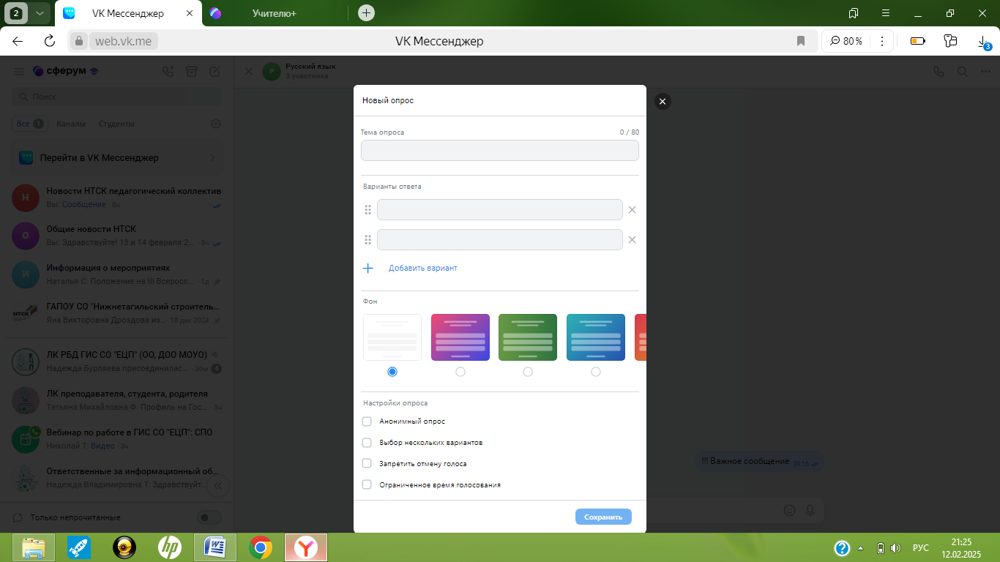 2
VK Мессенджер
Учителю+
web.vk.me
VK Мессенджер
80 %
3
сферум
Русский язык
3 участника
Поиск
Все 1 Каналы Студенты
Перейти в VK Мессенджер
Н
Новости НТСК педагогический коллектив
Вы: Сообщение · 6ч
О
Общие новости НТСК
Вы: Здравствуйте! 13 и 14 февраля 2... · 8ч
И
Информация о мероприятиях
Наталья С: Положение на III Всеросс... · 1д
НТСК
ГАПОУ СО "Нижнетагильский строитель...
Яна Викторовна Дроздова из... · 18 дек 2024
ЛК РБД ГИС СО "ЕЦП" (ОО, ДОО МОУО)
Надежда Бурляева присоединилас... · 36м 4
ЛК преподавателя, студента, родителя
Татьяна Михайловна Ф: Профиль на Гос... · 3ч
Вебинар по работе в ГИС СО "ЕЦП": СПО
Николай Т: Видео · 3ч
Ответственные за информационный об...
Надежда Владимировна Т: Здравствуйт...
Только непрочитанные
Р
Новый опрос
Тема опроса 0 / 80
Варианты ответа
Добавить вариант
Фон
Настройки опроса
Анонимный опрос
Выбор нескольких вариантов
Запретить отмену голоса
Ограниченное время голосования
Сохранить
!!! Важное сообщение 09:16
hp
РУС
21:25
12.02.2025